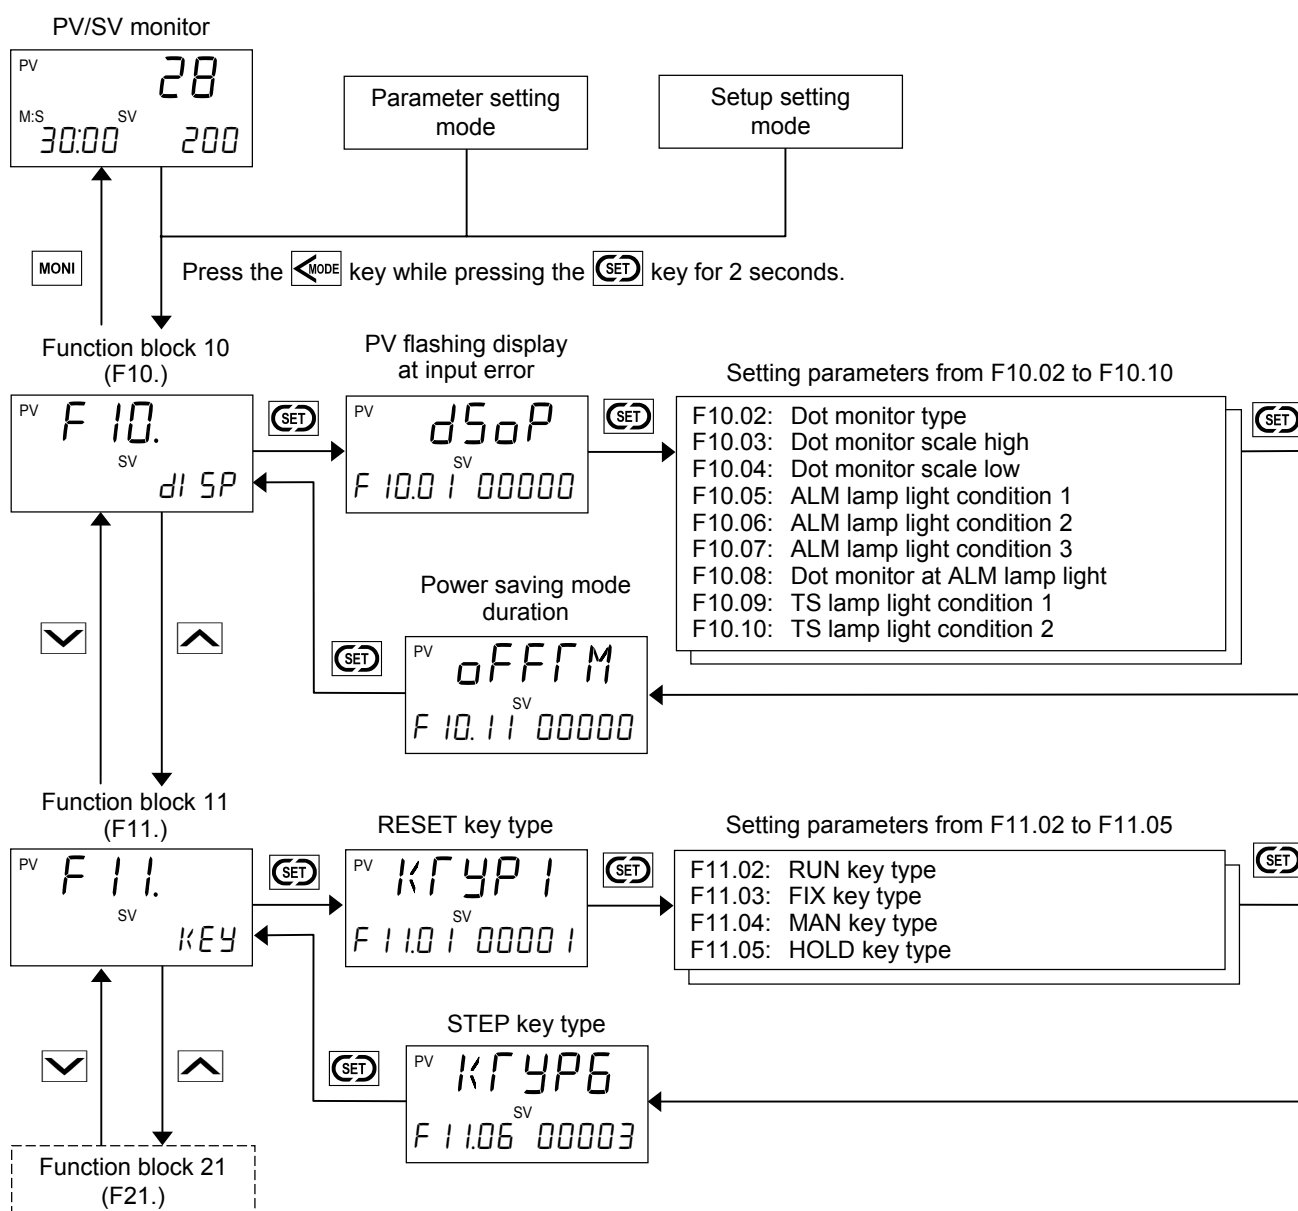 PV/SV monitor
PV
28
M:S
SV
30:00
200
Parameter setting
mode
Setup setting
mode
MONI
Press the <MODE key while pressing the SET key for 2 seconds.
Function block 10
(F10.)
PV
F 10.
SV
dISP
SET
PV flashing display
at input error
PV
dSoP
SV
F 10.01 00000
SET
Setting parameters from F10.02 to F10.10
F10.02: Dot monitor type
F10.03: Dot monitor scale high
F10.04: Dot monitor scale low
F10.05: ALM lamp light condition 1
F10.06: ALM lamp light condition 2
F10.07: ALM lamp light condition 3
F10.08: Dot monitor at ALM lamp light
F10.09: TS lamp light condition 1
F10.10: TS lamp light condition 2
SET
Power saving mode
duration
SET
PV
oFFTM
SV
F 10.11 00000
Function block 11
(F11.)
PV
F 11.
SV
KEY
SET
RESET key type
PV
KTYP1
SV
F 11.01 00001
SET
Setting parameters from F11.02 to F11.05
F11.02: RUN key type
F11.03: FIX key type
F11.04: MAN key type
F11.05: HOLD key type
SET
STEP key type
SET
PV
KTYP6
SV
F 11.06 00003
Function block 21
(F21.)